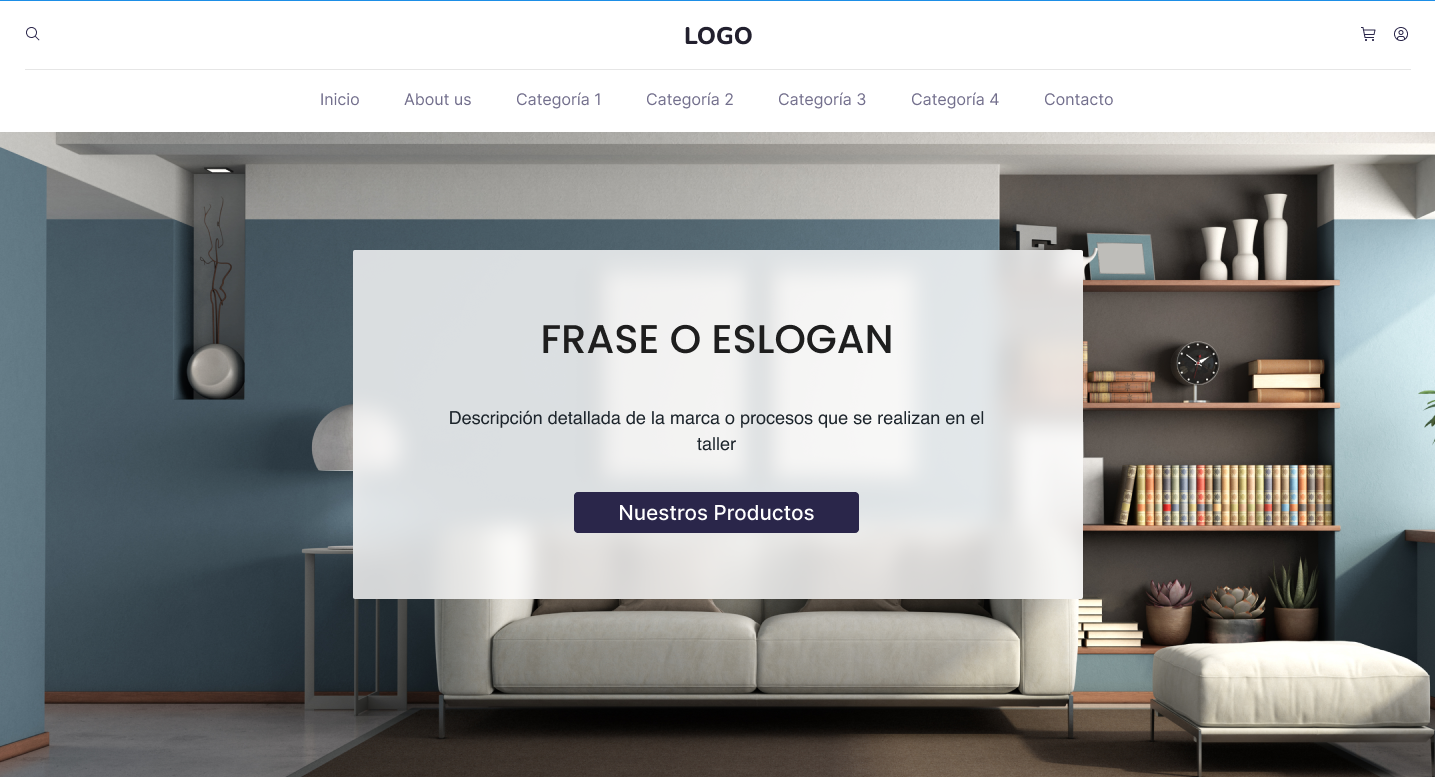 LOGO
Inicio About us Categoría 1 Categoría 2 Categoría 3 Categoría 4 Contacto
FRASE O ESLOGAN
Descripción detallada de la marca o procesos que se realizan en el
taller
Nuestros Productos